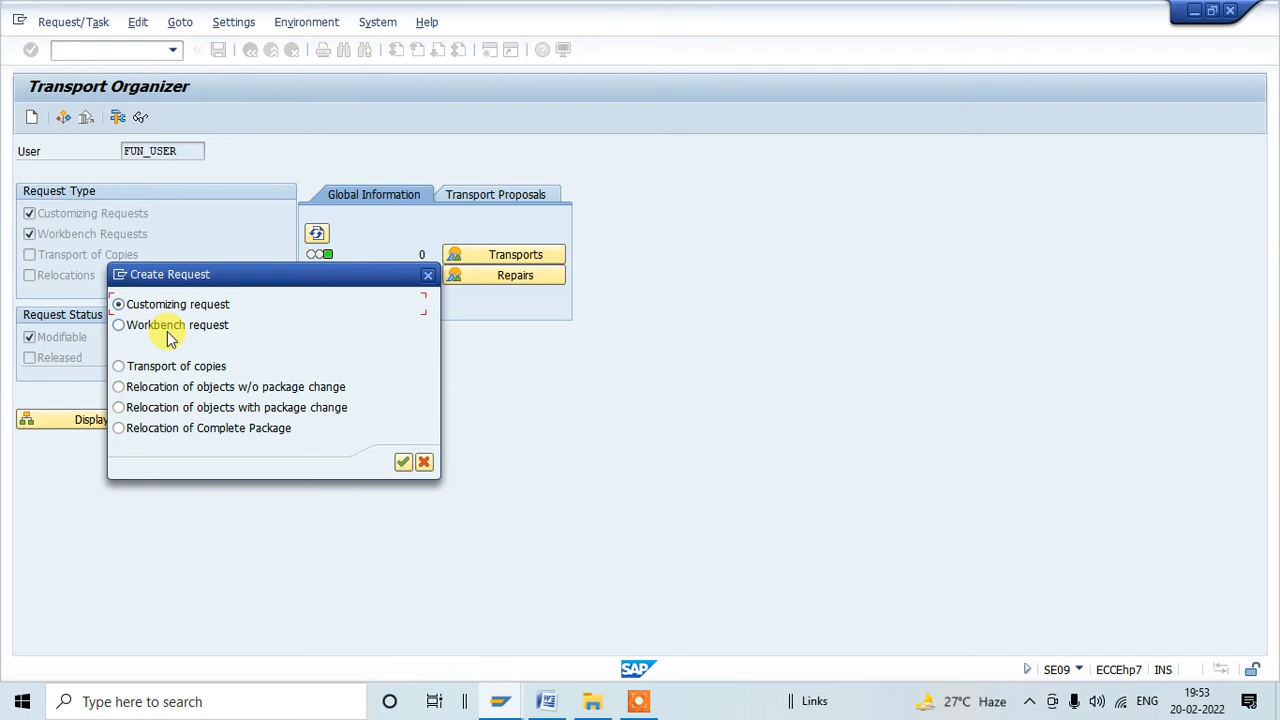 Request/Task Edit Goto Settings Environment System Help
Transport Organizer
User FUN_USER
Request Type
Customizing Requests
Workbench Requests
Transport of Copies
Relocations
Global Information Transport Proposals
0 Transports
Repairs
Request Status
Modifiable
Released
Display
Create Request
Customizing request
Workbench request
Transport of copies
Relocation of objects w/o package change
Relocation of objects with package change
Relocation of Complete Package
SAP
SE09 ECCEhp7 INS
Type here to search
Links
27°C Haze
ENG
19:53
20-02-2022